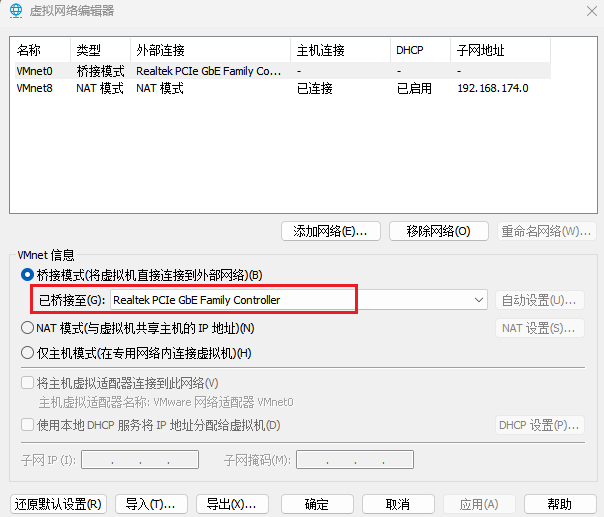 虚拟网络编辑器
名称 类型 外部连接 主机连接 DHCP 子网地址
VMnet0 桥接模式 Realtek PCIe GbE Family Co... - - -
VMnet8 NAT 模式 NAT 模式 已连接 已启用 192.168.174.0
添加网络(E)... 移除网络(O) 重命名网络(W)...
VMnet 信息
桥接模式(将虚拟机直接连接到外部网络)(B)
已桥接至(G): Realtek PCIe GbE Family Controller 自动设置(U)...
NAT 模式(与虚拟机共享主机的 IP 地址)(N) NAT 设置(S)...
仅主机模式(在专用网络内连接虚拟机)(H)
将主机虚拟适配器连接到此网络(V)
主机虚拟适配器名称: VMware 网络适配器 VMnet0
使用本地 DHCP 服务将 IP 地址分配给虚拟机(D) DHCP 设置(P)...
子网 IP (I): . . . 子网掩码(M): . . .
还原默认设置(R) 导入(T)... 导出(X)... 确定 取消 应用(A) 帮助